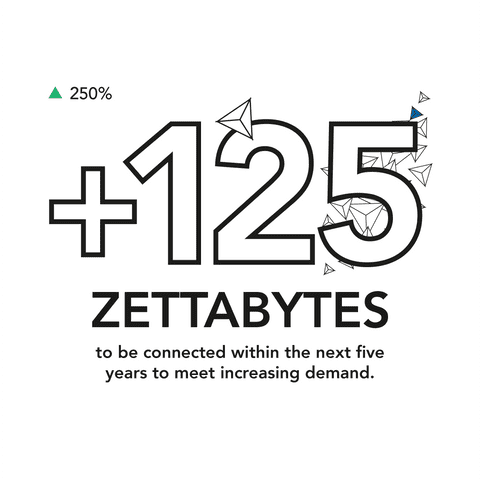 250%
+125
ZETTABYTES
to be connected within the next five
years to meet increasing demand.